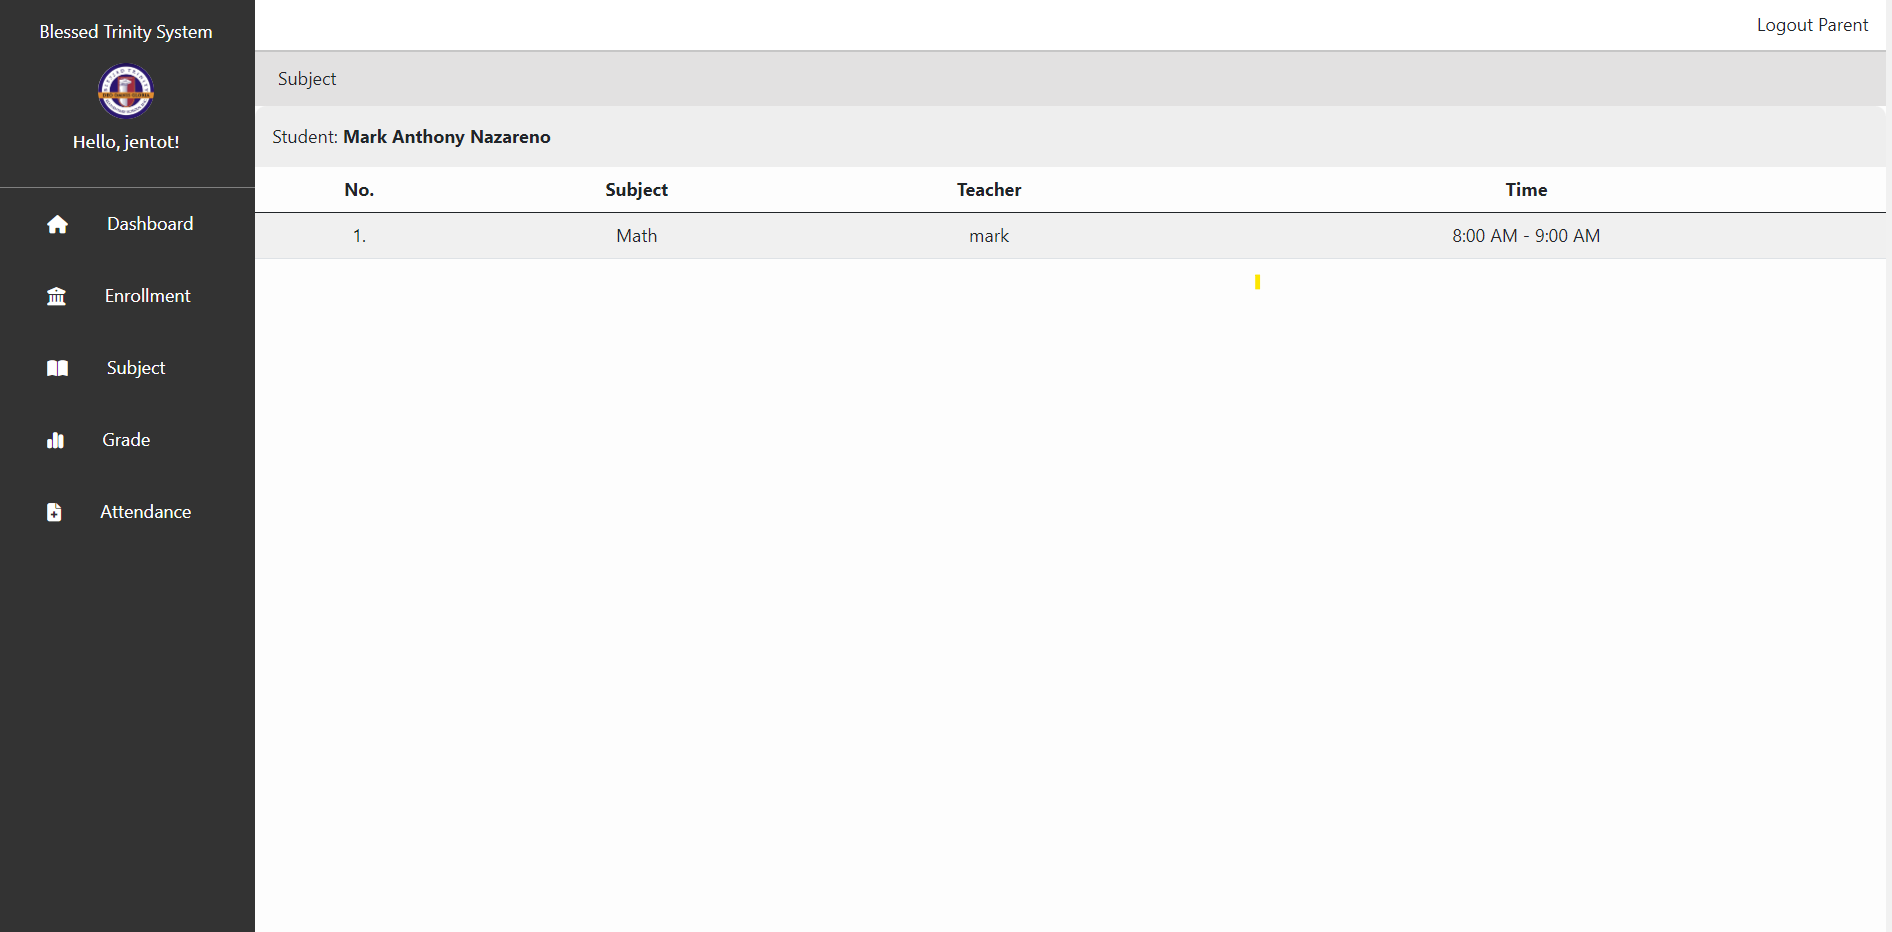 Blessed Trinity System
Hello, jentot!
Dashboard
Enrollment
Subject
Grade
Attendance
Logout Parent
Subject
Student: Mark Anthony Nazareno
No. Subject Teacher Time
1. Math mark 8:00 AM - 9:00 AM